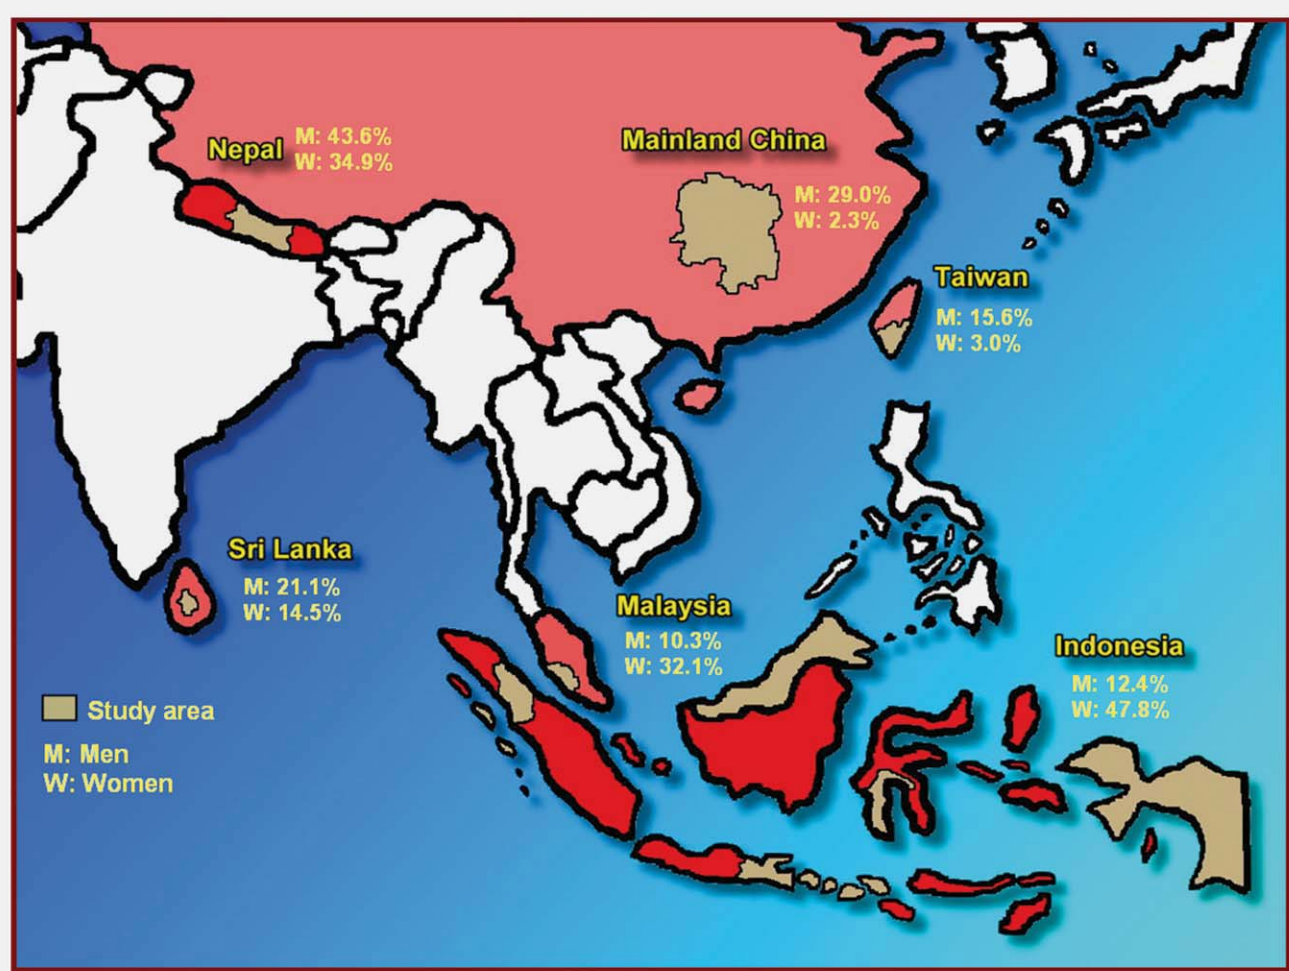 Nepal
M: 43.6%
W: 34.9%
Mainland China
M: 29.0%
W: 2.3%
Taiwan
M: 15.6%
W: 3.0%
Sri Lanka
M: 21.1%
W: 14.5%
Malaysia
M: 10.3%
W: 32.1%
Indonesia
M: 12.4%
W: 47.8%
Study area
M: Men
W: Women